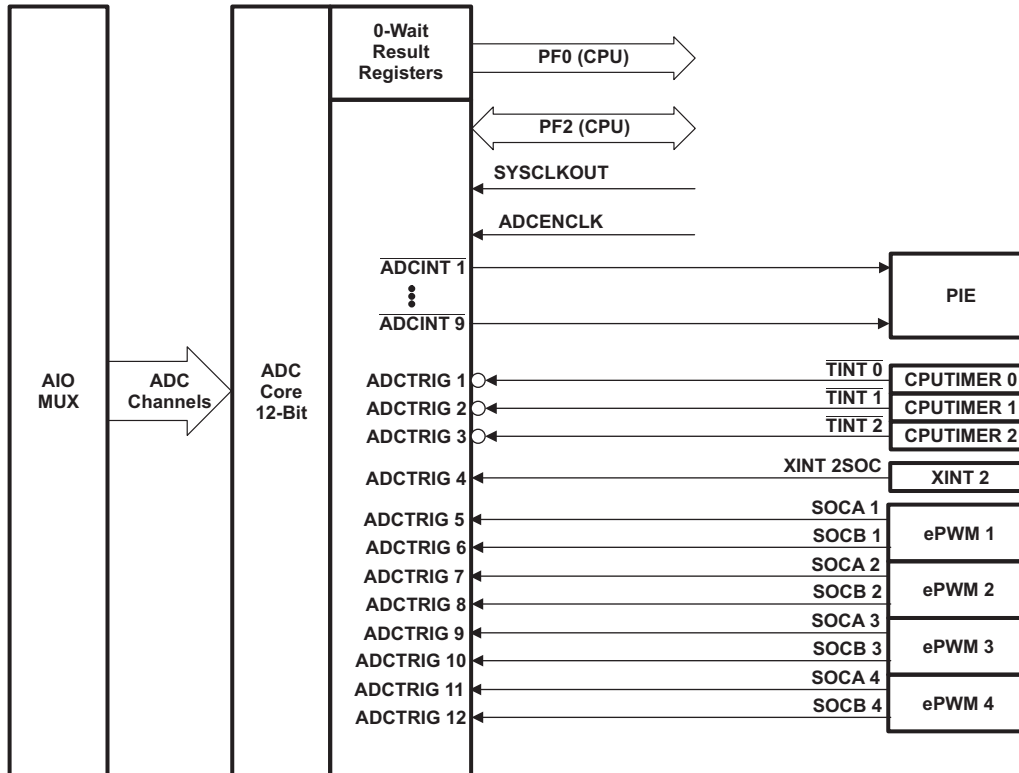 0-Wait
Result
Registers
PF0 (CPU)
PF2 (CPU)
SYSCLKOUT
ADCENCLK
ADCINT 1
ADCINT 9
PIE
AIO
MUX
ADC
Channels
ADC
Core
12-Bit
ADCTRIG 1
TINT 0
CPUTIMER 0
ADCTRIG 2
TINT 1
CPUTIMER 1
ADCTRIG 3
TINT 2
CPUTIMER 2
ADCTRIG 4
XINT 2SOC
XINT 2
ADCTRIG 5
SOCA 1
ADCTRIG 6
SOCB 1
ePWM 1
ADCTRIG 7
SOCA 2
ADCTRIG 8
SOCB 2
ePWM 2
ADCTRIG 9
SOCA 3
ADCTRIG 10
SOCB 3
ePWM 3
ADCTRIG 11
SOCA 4
ADCTRIG 12
SOCB 4
ePWM 4